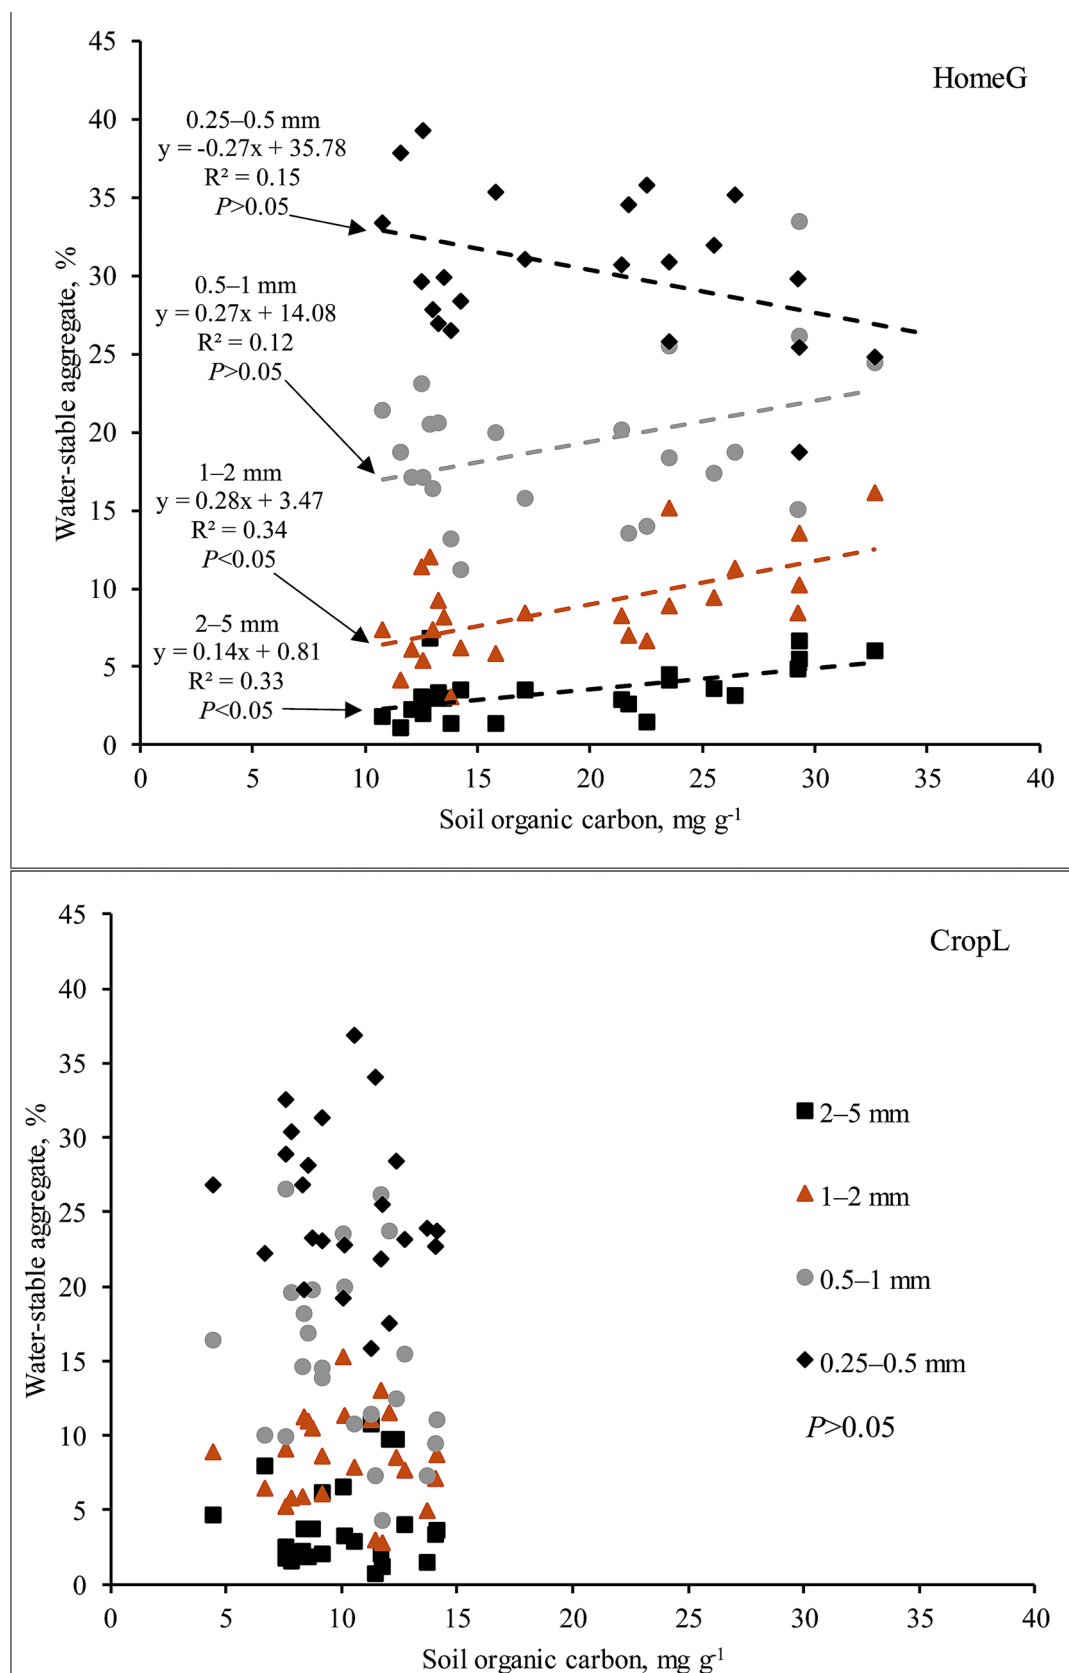 HomeG
Water-stable aggregate, %
45
40
35
30
25
20
15
10
5
0
0.25–0.5 mm
y = -0.27x + 35.78
R² = 0.15
P>0.05
0.5–1 mm
y = 0.27x + 14.08
R² = 0.12
P>0.05
1–2 mm
y = 0.28x + 3.47
R² = 0.34
P<0.05
2–5 mm
y = 0.14x + 0.81
R² = 0.33
P<0.05
0 5 10 15 20 25 30 35 40
Soil organic carbon, mg g⁻¹
CropL
Water-stable aggregate, %
45
40
35
30
25
20
15
10
5
0
2–5 mm
1–2 mm
0.5–1 mm
0.25–0.5 mm
P>0.05
0 5 10 15 20 25 30 35 40
Soil organic carbon, mg g⁻¹